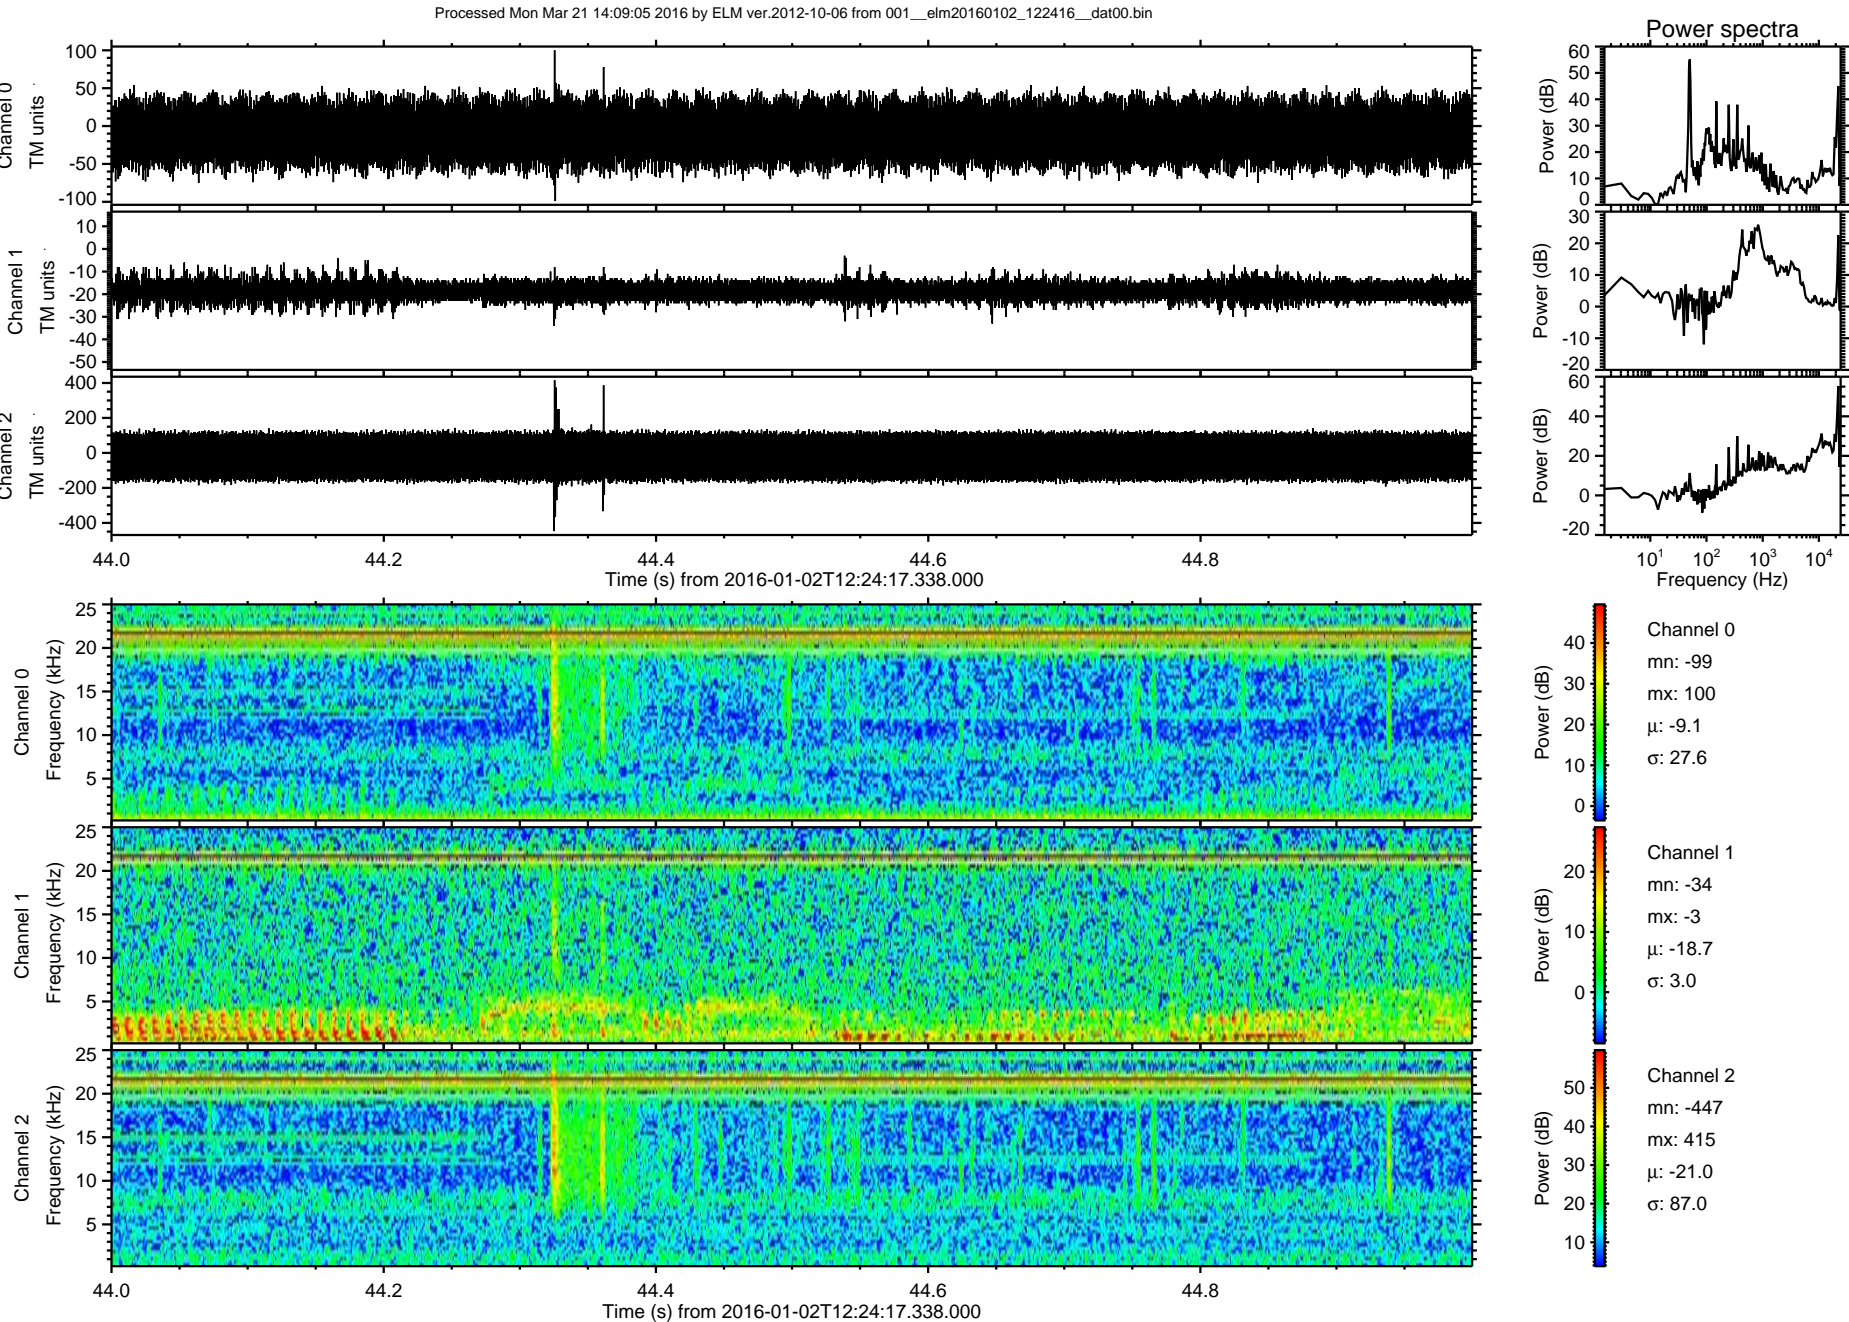 Processed Mon Mar 21 14:09:05 2016 by ELM ver.2012-10-06 from 001__elm20160102_122416__dat00.bin
Power spectra
Channel 0
TM units
100
50
0
-50
-100
Power (dB)
60
50
40
30
20
10
0
Channel 1
TM units
10
0
-10
-20
-30
-40
-50
Power (dB)
30
20
10
0
-10
-20
Channel 2
TM units
400
200
0
-200
-400
Power (dB)
60
40
20
0
-20
44.0 44.2 44.4 44.6 44.8
Time (s) from 2016-01-02T12:24:17.338.000
10^1 10^2 10^3 10^4
Frequency (Hz)
Channel 0
Frequency (kHz)
25
20
15
10
5
Power (dB)
40
30
20
10
0
Channel 0
mn: -99
mx: 100
μ: -9.1
σ: 27.6
Channel 1
Frequency (kHz)
25
20
15
10
5
Power (dB)
20
10
0
Channel 1
mn: -34
mx: -3
μ: -18.7
σ: 3.0
Channel 2
Frequency (kHz)
25
20
15
10
5
Power (dB)
50
40
30
20
10
Channel 2
mn: -447
mx: 415
μ: -21.0
σ: 87.0
44.0 44.2 44.4 44.6 44.8
Time (s) from 2016-01-02T12:24:17.338.000